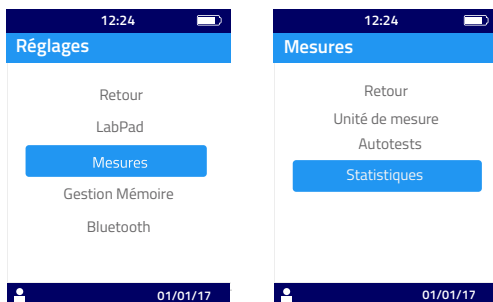 12:24
Réglages
Retour
LabPad
Mesures
Gestion Mémoire
Bluetooth
01/01/17
12:24
Mesures
Retour
Unité de mesure
Autotests
Statistiques
01/01/17